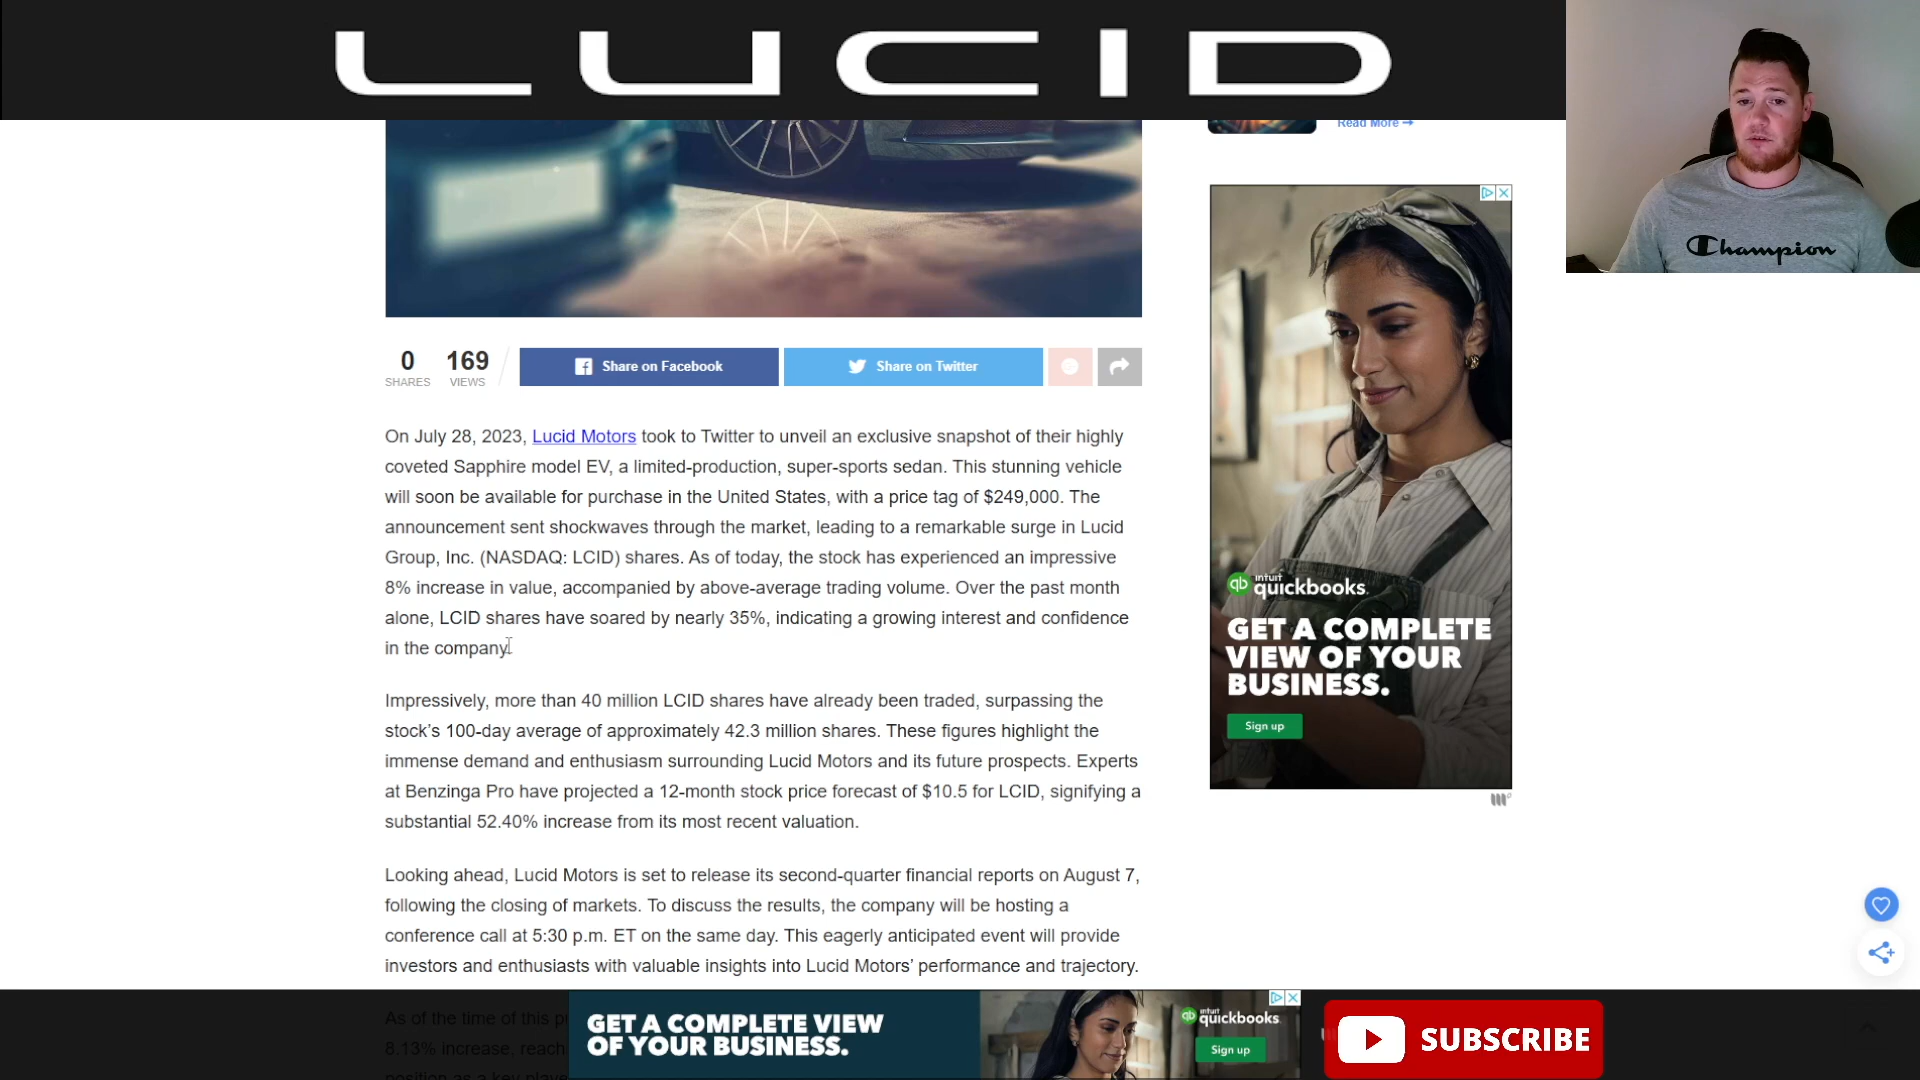 LUCID
Read More →
Champion
0
SHARES
169
VIEWS
Share on Facebook
Share on Twitter
On July 28, 2023, Lucid Motors took to Twitter to unveil an exclusive snapshot of their highly
coveted Sapphire model EV, a limited-production, super-sports sedan. This stunning vehicle
will soon be available for purchase in the United States, with a price tag of $249,000. The
announcement sent shockwaves through the market, leading to a remarkable surge in Lucid
Group, Inc. (NASDAQ: LCID) shares. As of today, the stock has experienced an impressive
8% increase in value, accompanied by above-average trading volume. Over the past month
alone, LCID shares have soared by nearly 35%, indicating a growing interest and confidence
in the company.
Impressively, more than 40 million LCID shares have already been traded, surpassing the
stock’s 100-day average of approximately 42.3 million shares. These figures highlight the
immense demand and enthusiasm surrounding Lucid Motors and its future prospects. Experts
at Benzinga Pro have projected a 12-month stock price forecast of $10.5 for LCID, signifying a
substantial 52.40% increase from its most recent valuation.
Looking ahead, Lucid Motors is set to release its second-quarter financial reports on August 7,
following the closing of markets. To discuss the results, the company will be hosting a
conference call at 5:30 p.m. ET on the same day. This eagerly anticipated event will provide
investors and enthusiasts with valuable insights into Lucid Motors’ performance and trajectory.
As of the time of this
8.13% increase,
qb intuit
quickbooks.
GET A COMPLETE
VIEW OF YOUR
BUSINESS.
Sign up
GET A COMPLETE VIEW
OF YOUR BUSINESS.
qb intuit
quickbooks.
Sign up
SUBSCRIBE